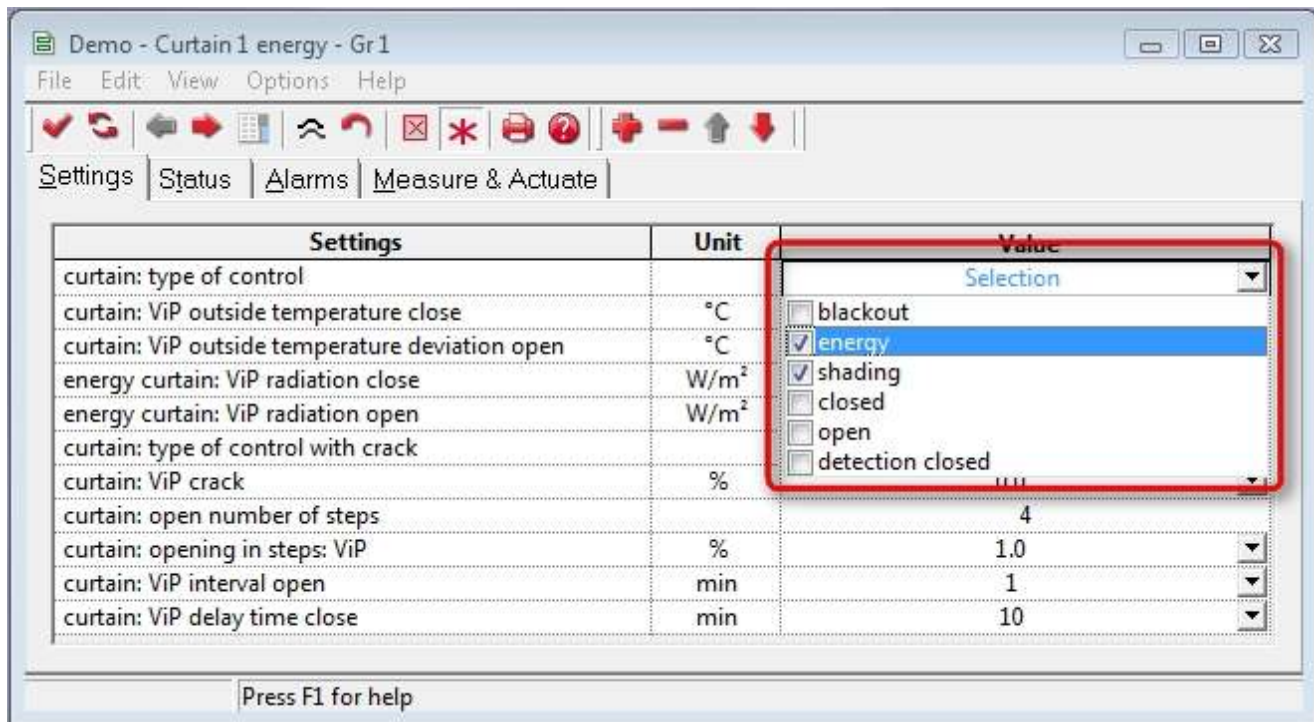 Demo - Curtain 1 energy - Gr 1
File Edit View Options Help
Settings Status Alarms Measure & Actuate
Settings Unit Value
curtain: type of control Selection
blackout
energy
shading
closed
open
detection closed
curtain: ViP outside temperature close °C
curtain: ViP outside temperature deviation open °C
energy curtain: ViP radiation close W/m²
energy curtain: ViP radiation open W/m²
curtain: type of control with crack
curtain: ViP crack % 0.0
curtain: open number of steps 4
curtain: opening in steps: ViP % 1.0
curtain: ViP interval open min 1
curtain: ViP delay time close min 10
Press F1 for help